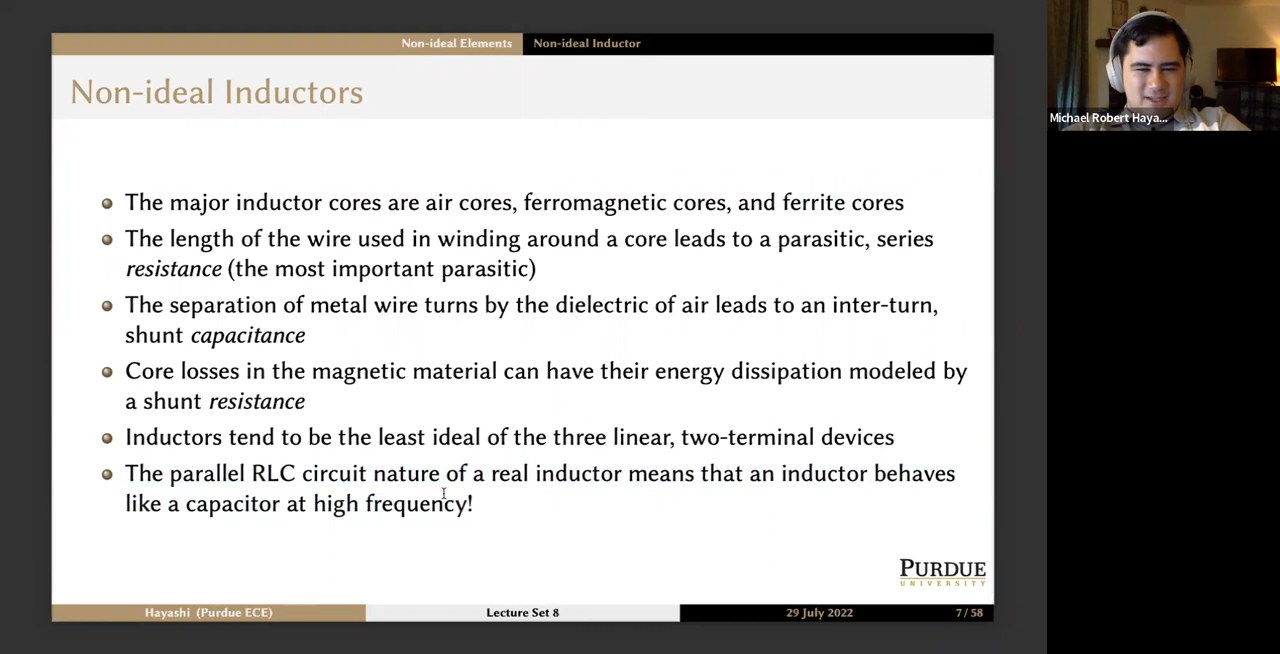 Non-ideal Elements Non-ideal Inductor
Non-ideal Inductors
The major inductor cores are air cores, ferromagnetic cores, and ferrite cores
The length of the wire used in winding around a core leads to a parasitic, series
resistance (the most important parasitic)
The separation of metal wire turns by the dielectric of air leads to an inter-turn,
shunt capacitance
Core losses in the magnetic material can have their energy dissipation modeled by
a shunt resistance
Inductors tend to be the least ideal of the three linear, two-terminal devices
The parallel RLC circuit nature of a real inductor means that an inductor behaves
like a capacitor at high frequency!
PURDUE
UNIVERSITY
Hayashi (Purdue ECE) Lecture Set 8 29 July 2022 7 / 58
Michael Robert Haya...